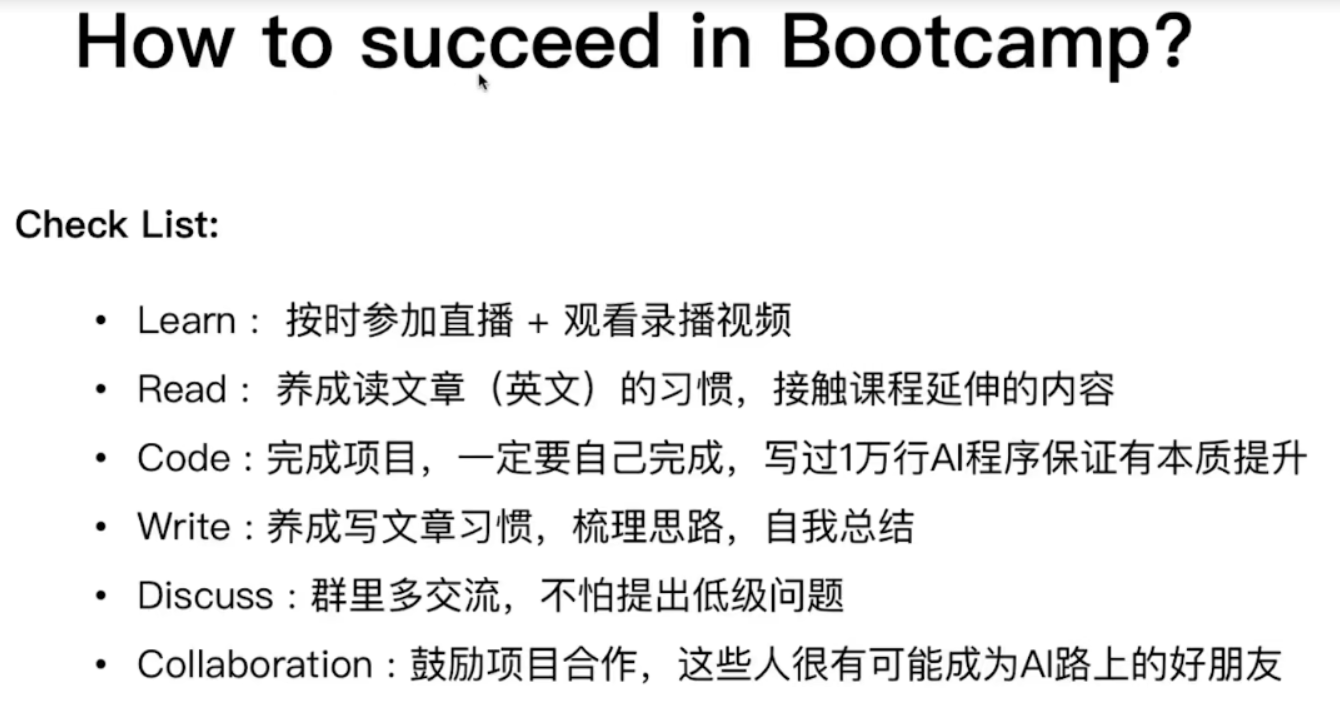 How to succeed in Bootcamp?
Check List:
• Learn： 按时参加直播 + 观看录播视频
• Read： 养成读文章（英文）的习惯，接触课程延伸的内容
• Code : 完成项目，一定要自己完成，写过1万行AI程序保证有本质提升
• Write : 养成写文章习惯，梳理思路，自我总结
• Discuss : 群里多交流，不怕提出低级问题
• Collaboration : 鼓励项目合作，这些人很有可能成为AI路上的好朋友